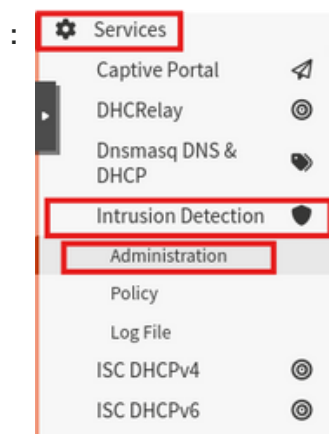 :
Services
Captive Portal
DHCRelay
Dnsmasq DNS &
DHCP
Intrusion Detection
Administration
Policy
Log File
ISC DHCPv4
ISC DHCPv6